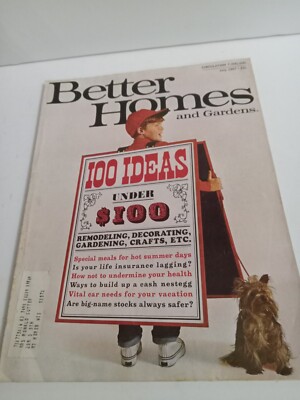 Better
Homes
and Gardens.
100 IDEAS
UNDER
$100
REMODELING, DECORATING,
GARDENING, CRAFTS, ETC.
Special meals for hot summer days
Is your life insurance lagging?
How not to undermine your health
Ways to build up a cash nestegg
Vital car needs for your vacation
Are big-name stocks always safer?